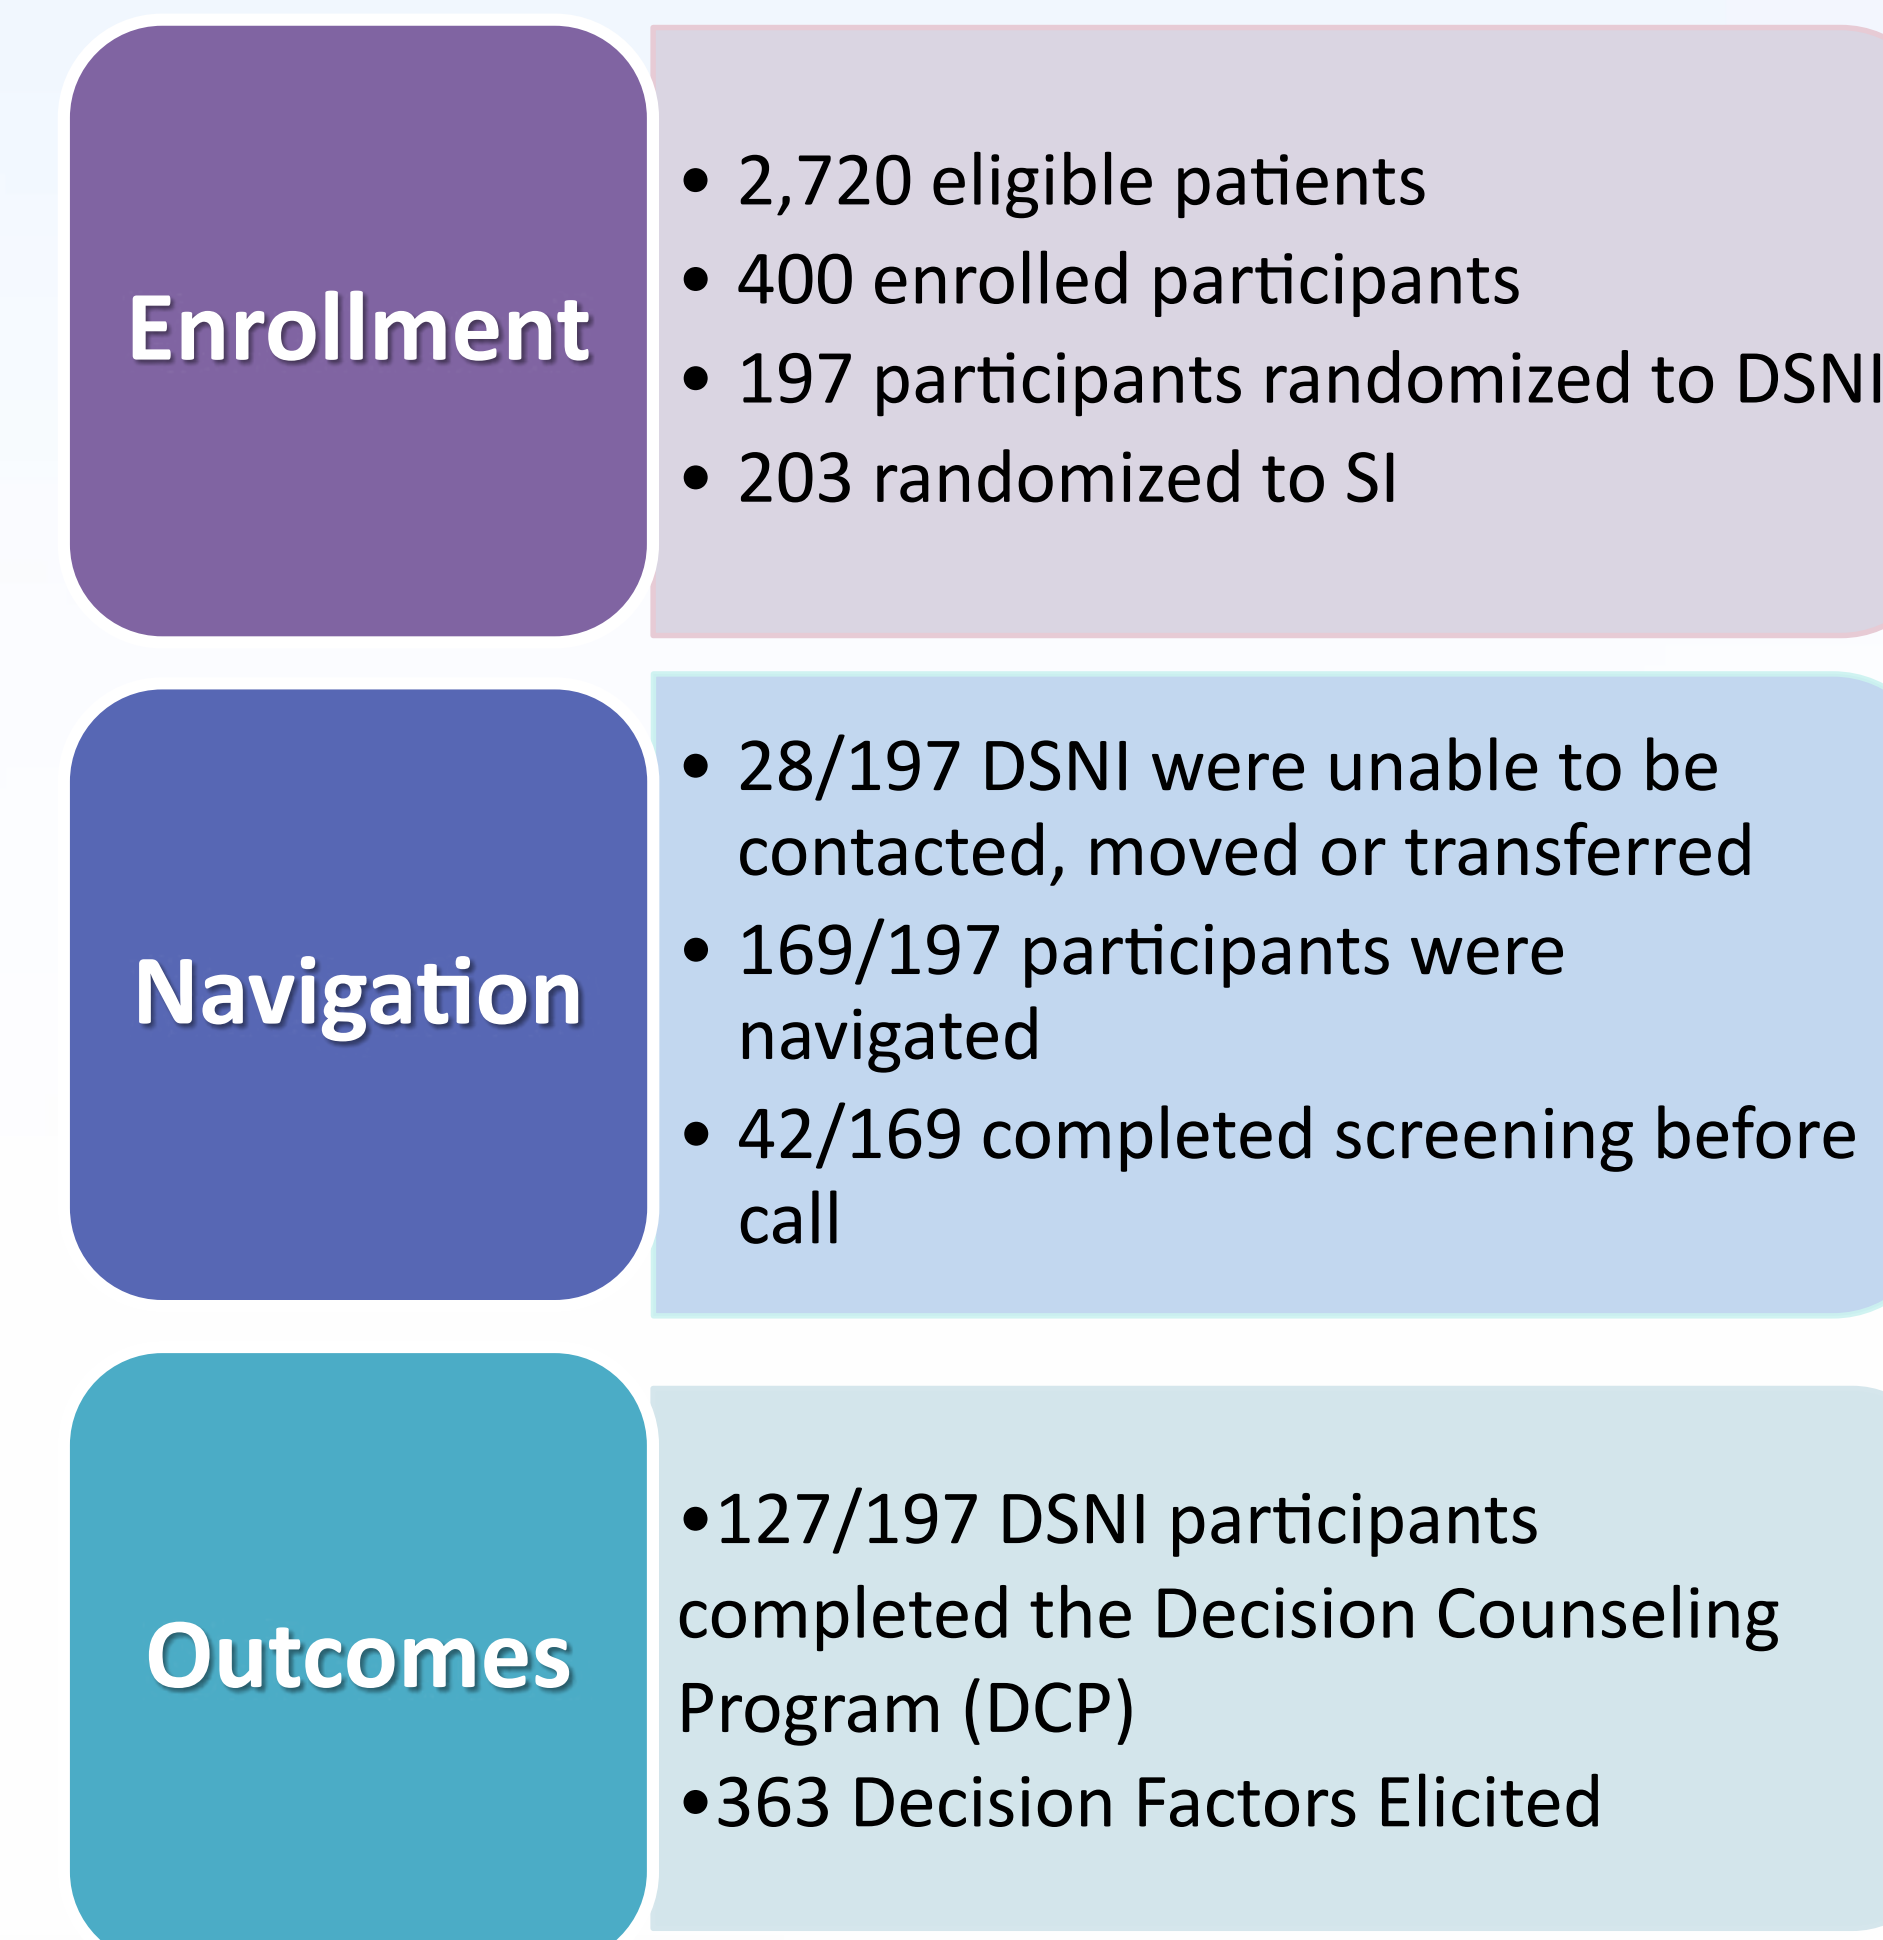 Enrollment
• 2,720 eligible patients
• 400 enrolled participants
• 197 participants randomized to DSNI
• 203 randomized to SI
Navigation
• 28/197 DSNI were unable to be
contacted, moved or transferred
• 169/197 participants were
navigated
• 42/169 completed screening before
call
Outcomes
•127/197 DSNI participants
completed the Decision Counseling
Program (DCP)
•363 Decision Factors Elicited